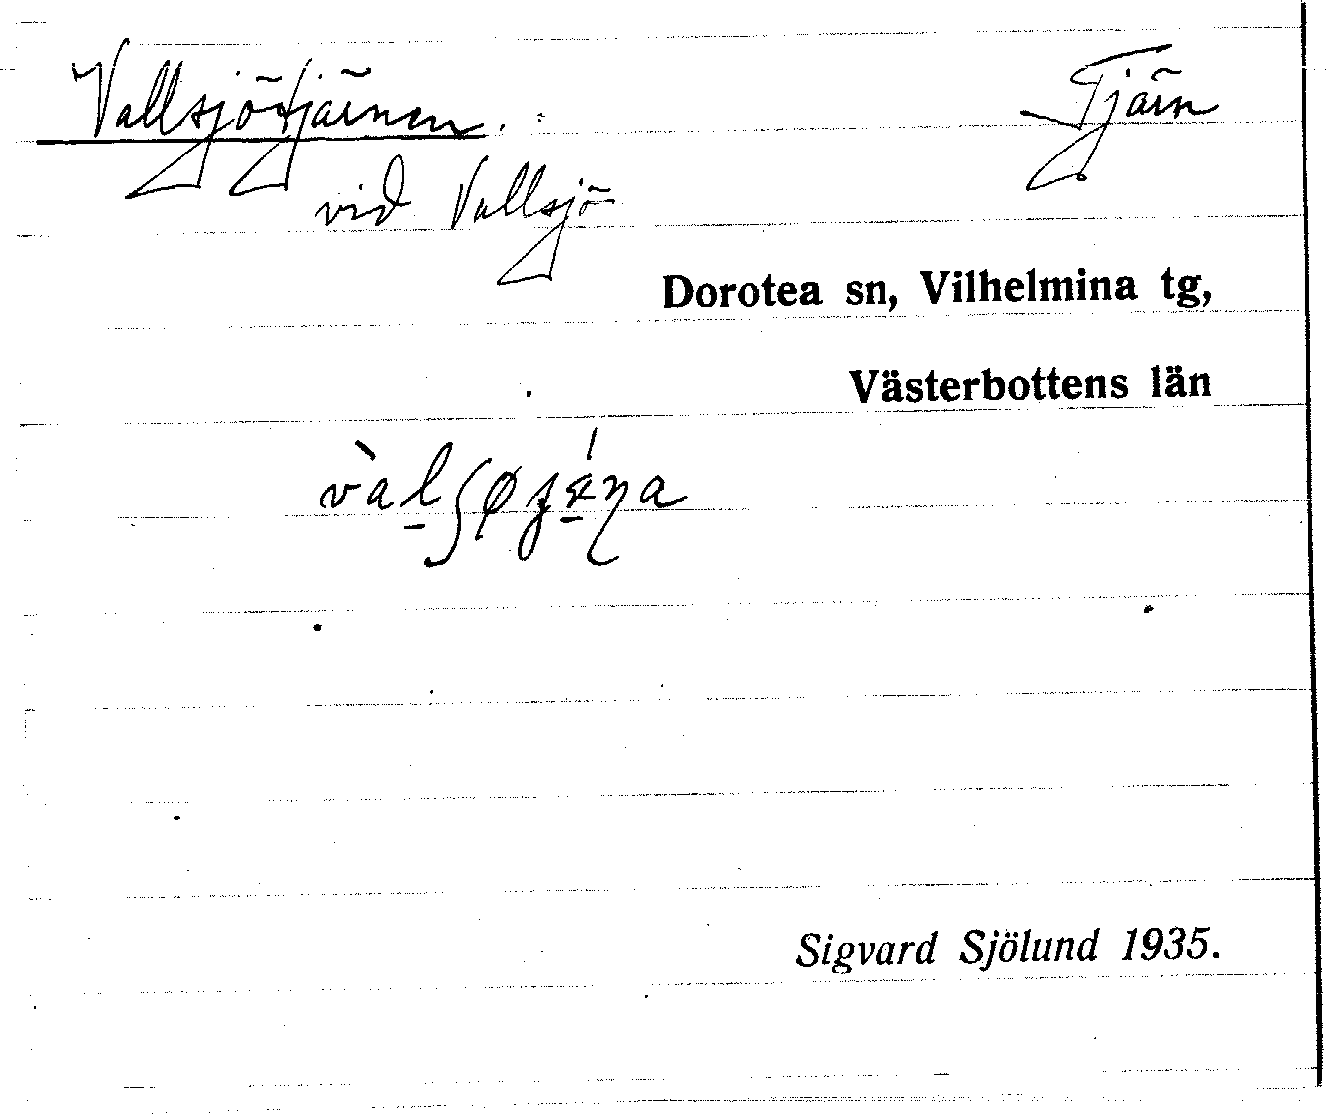 Vallsjötjärnen. Tjärn
vid Vallsjö
Dorotea sn, Vilhelmina tg,
Västerbottens län
Sigvard Sjölund 1935.